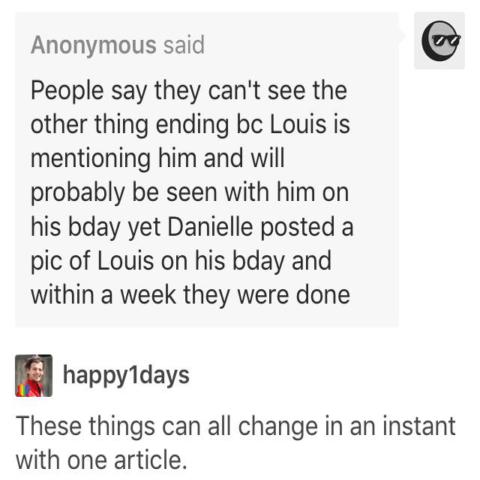 Anonymous said
People say they can't see the
other thing ending bc Louis is
mentioning him and will
probably be seen with him on
his bday yet Danielle posted a
pic of Louis on his bday and
within a week they were done
happy1days
These things can all change in an instant
with one article.